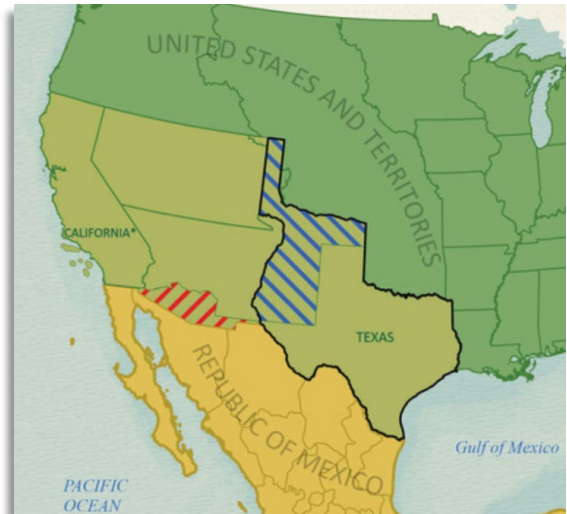 UNITED STATES AND TERRITORIES
CALIFORNIA*
TEXAS
REPUBLIC OF MEXICO
Gulf of Mexico
PACIFIC
OCEAN